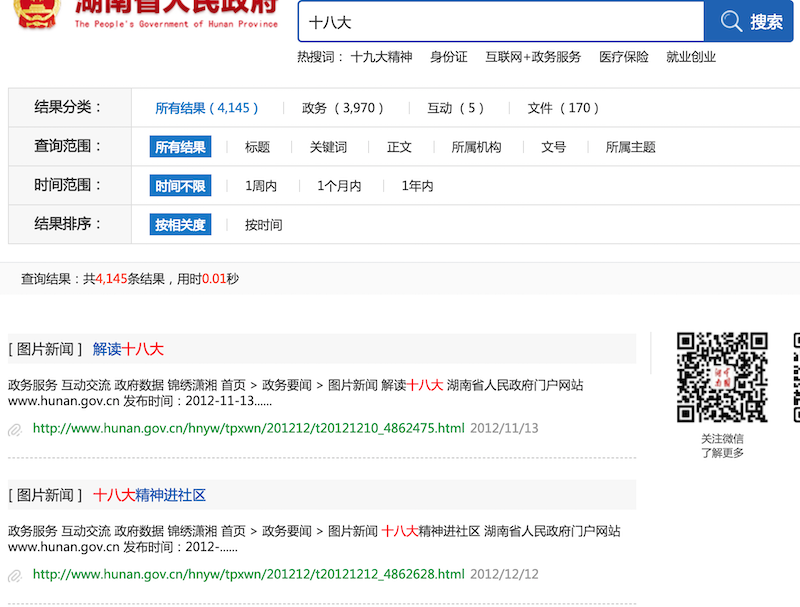 湖南省人民政府
The People's Government of Hunan Province
十八大
搜索
热搜词： 十九大精神 身份证 互联网+政务服务 医疗保险 就业创业
结果分类： 所有结果（4,145） 政务（3,970） 互动（5） 文件（170）
查询范围： 所有结果 标题 关键词 正文 所属机构 文号 所属主题
时间范围： 时间不限 1周内 1个月内 1年内
结果排序： 按相关度 按时间
查询结果：共4,145条结果，用时0.01秒
[ 图片新闻 ] 解读十八大
政务服务 互动交流 政府数据 锦绣潇湘 首页 > 政务要闻 > 图片新闻 解读十八大 湖南省人民政府门户网站
www.hunan.gov.cn 发布时间：2012-11-13......
http://www.hunan.gov.cn/hnyw/tpxwn/201212/t20121210_4862475.html 2012/11/13
[ 图片新闻 ] 十八大精神进社区
政务服务 互动交流 政府数据 锦绣潇湘 首页 > 政务要闻 > 图片新闻 十八大精神进社区 湖南省人民政府门户网站
www.hunan.gov.cn 发布时间：2012-......
http://www.hunan.gov.cn/hnyw/tpxwn/201212/t20121212_4862628.html 2012/12/12
关注微信
了解更多